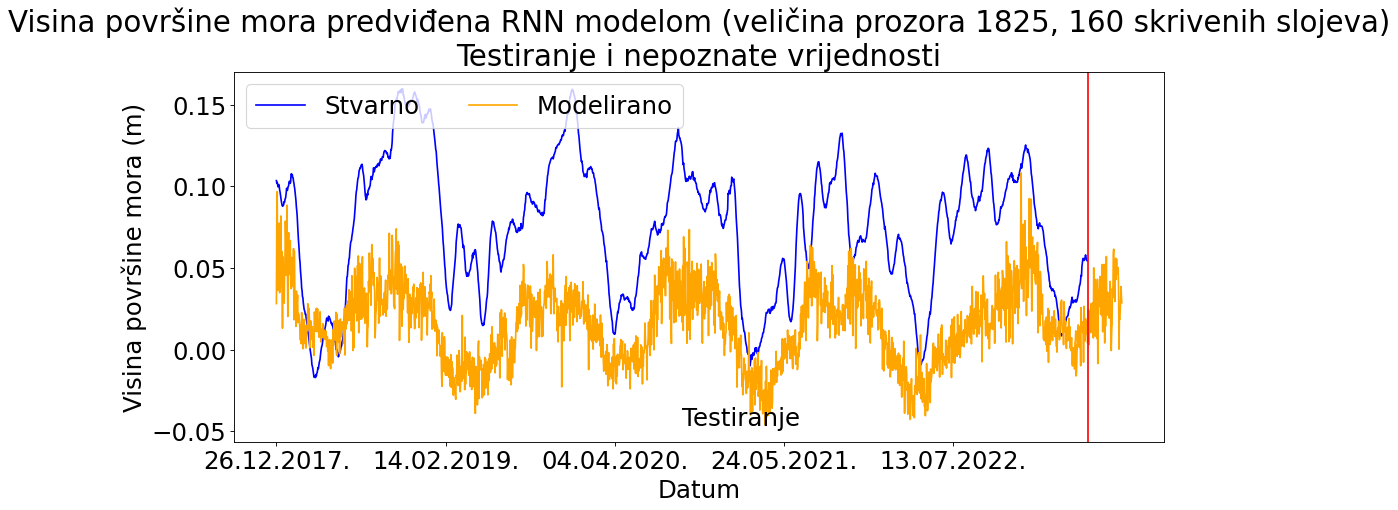 Visina površine mora predviđena RNN modelom (veličina prozora 1825, 160 skrivenih slojeva)
Testiranje i nepoznate vrijednosti
Stvarno
Modelirano
Visina površine mora (m)
0.15
0.10
0.05
0.00
−0.05
Testiranje
26.12.2017.
14.02.2019.
04.04.2020.
24.05.2021.
13.07.2022.
Datum